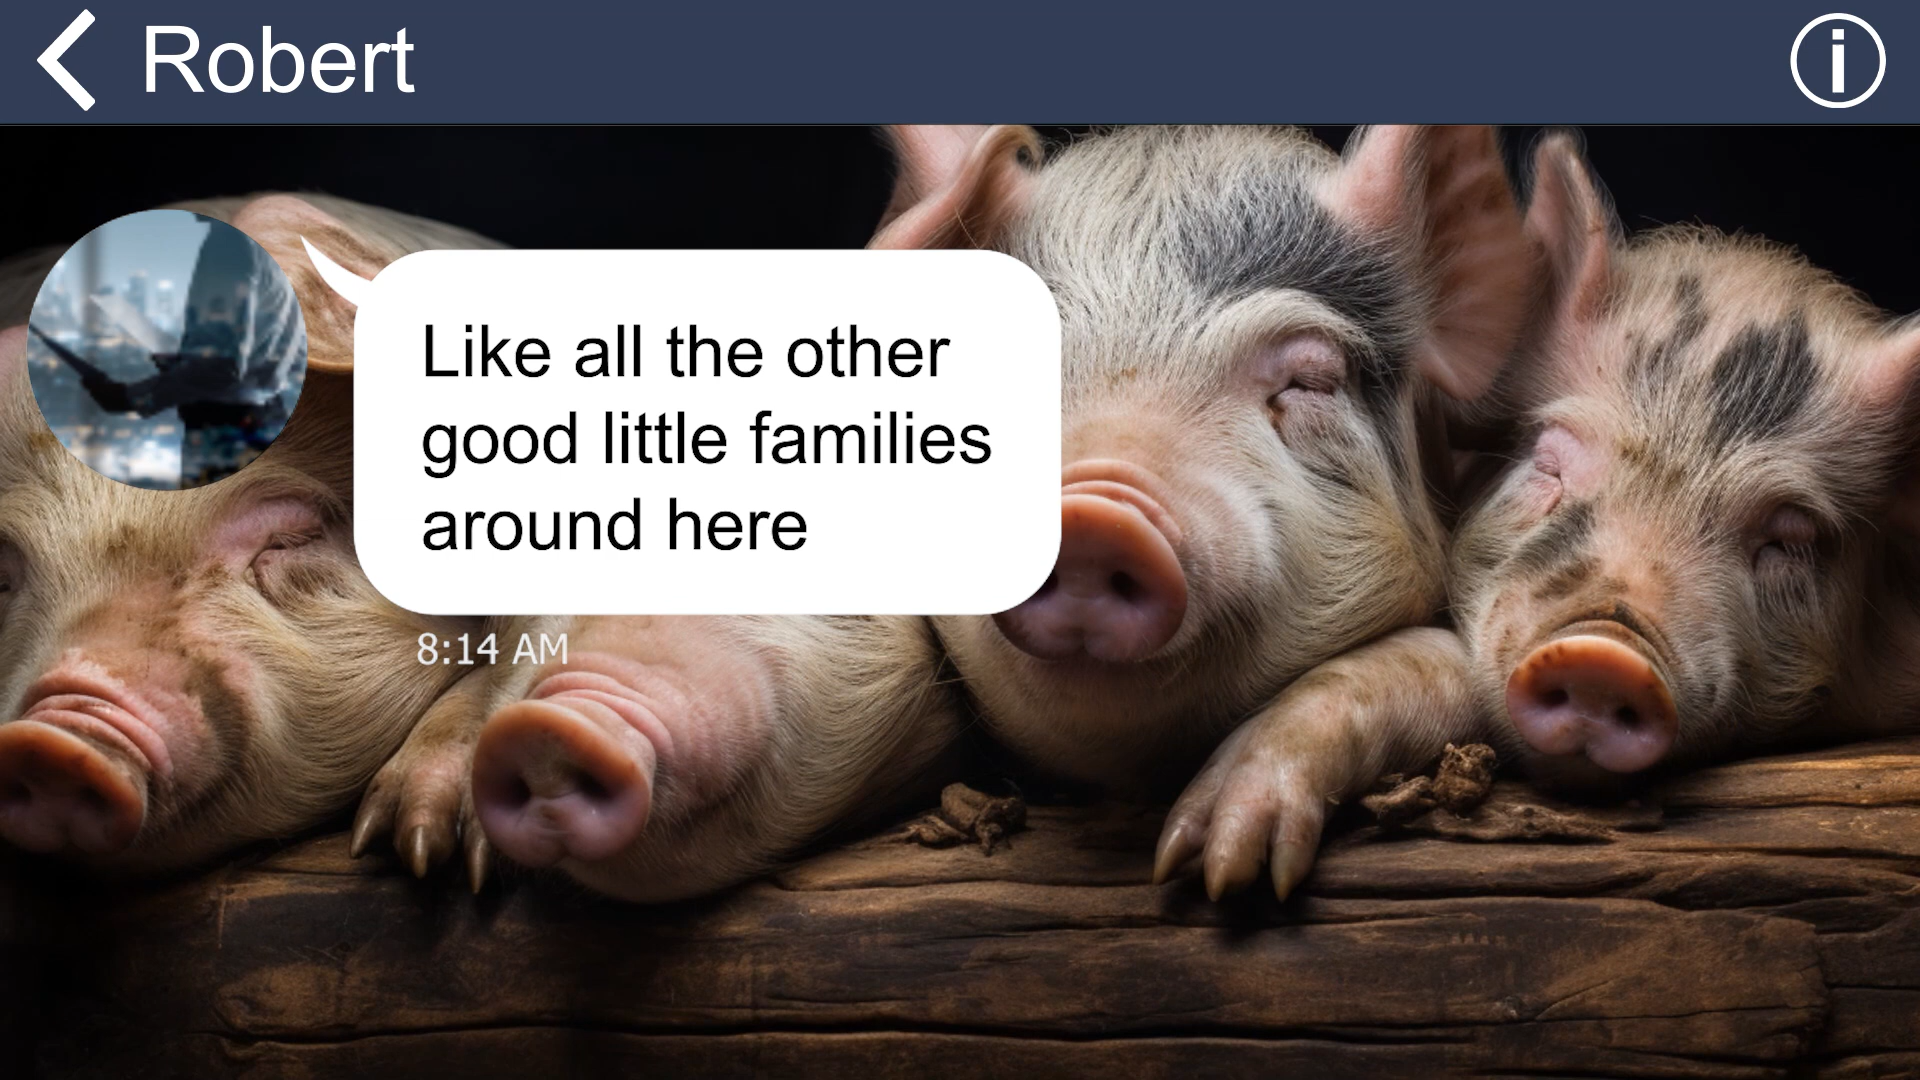 Robert
Like all the other
good little families
around here
8:14 AM